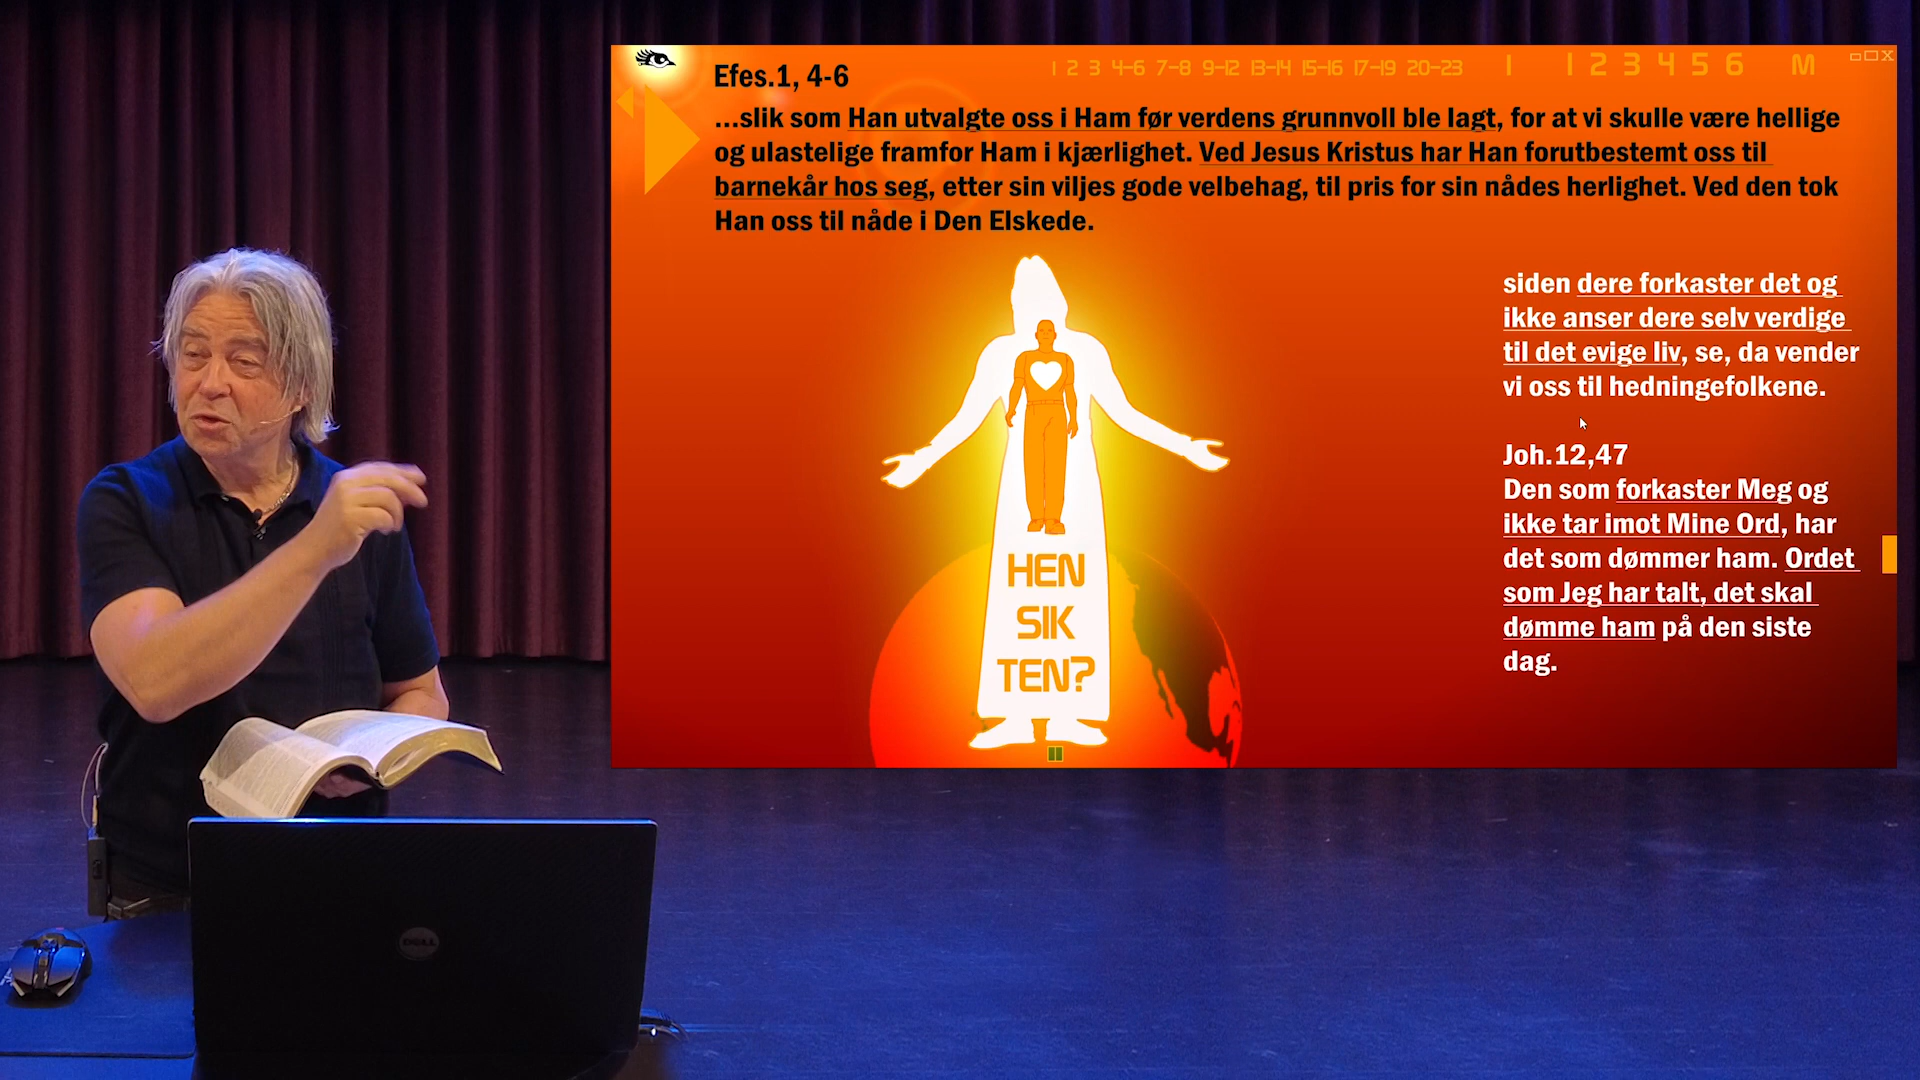 Efes.1, 4-6
1 2 3 4-6 7-8 9-12 13-14 15-16 17-19 20-23 1 1 2 3 4 5 6 M X
...slik som Han utvalgte oss i Ham før verdens grunnvoll ble lagt, for at vi skulle være hellige
og ulastelige framfor Ham i kjærlighet. Ved Jesus Kristus har Han forutbestemt oss til
barnekår hos seg, etter sin viljes gode velbehag, til pris for sin nådes herlighet. Ved den tok
Han oss til nåde i Den Elskede.
siden dere forkaster det og
ikke anser dere selv verdige
til det evige liv, se, da vender
vi oss til hedningefolkene.
Joh.12,47
Den som forkaster Meg og
ikke tar imot Mine Ord, har
det som dømmer ham. Ordet
som Jeg har talt, det skal
dømme ham på den siste
dag.
HEN
SIK
TEN?
DELL